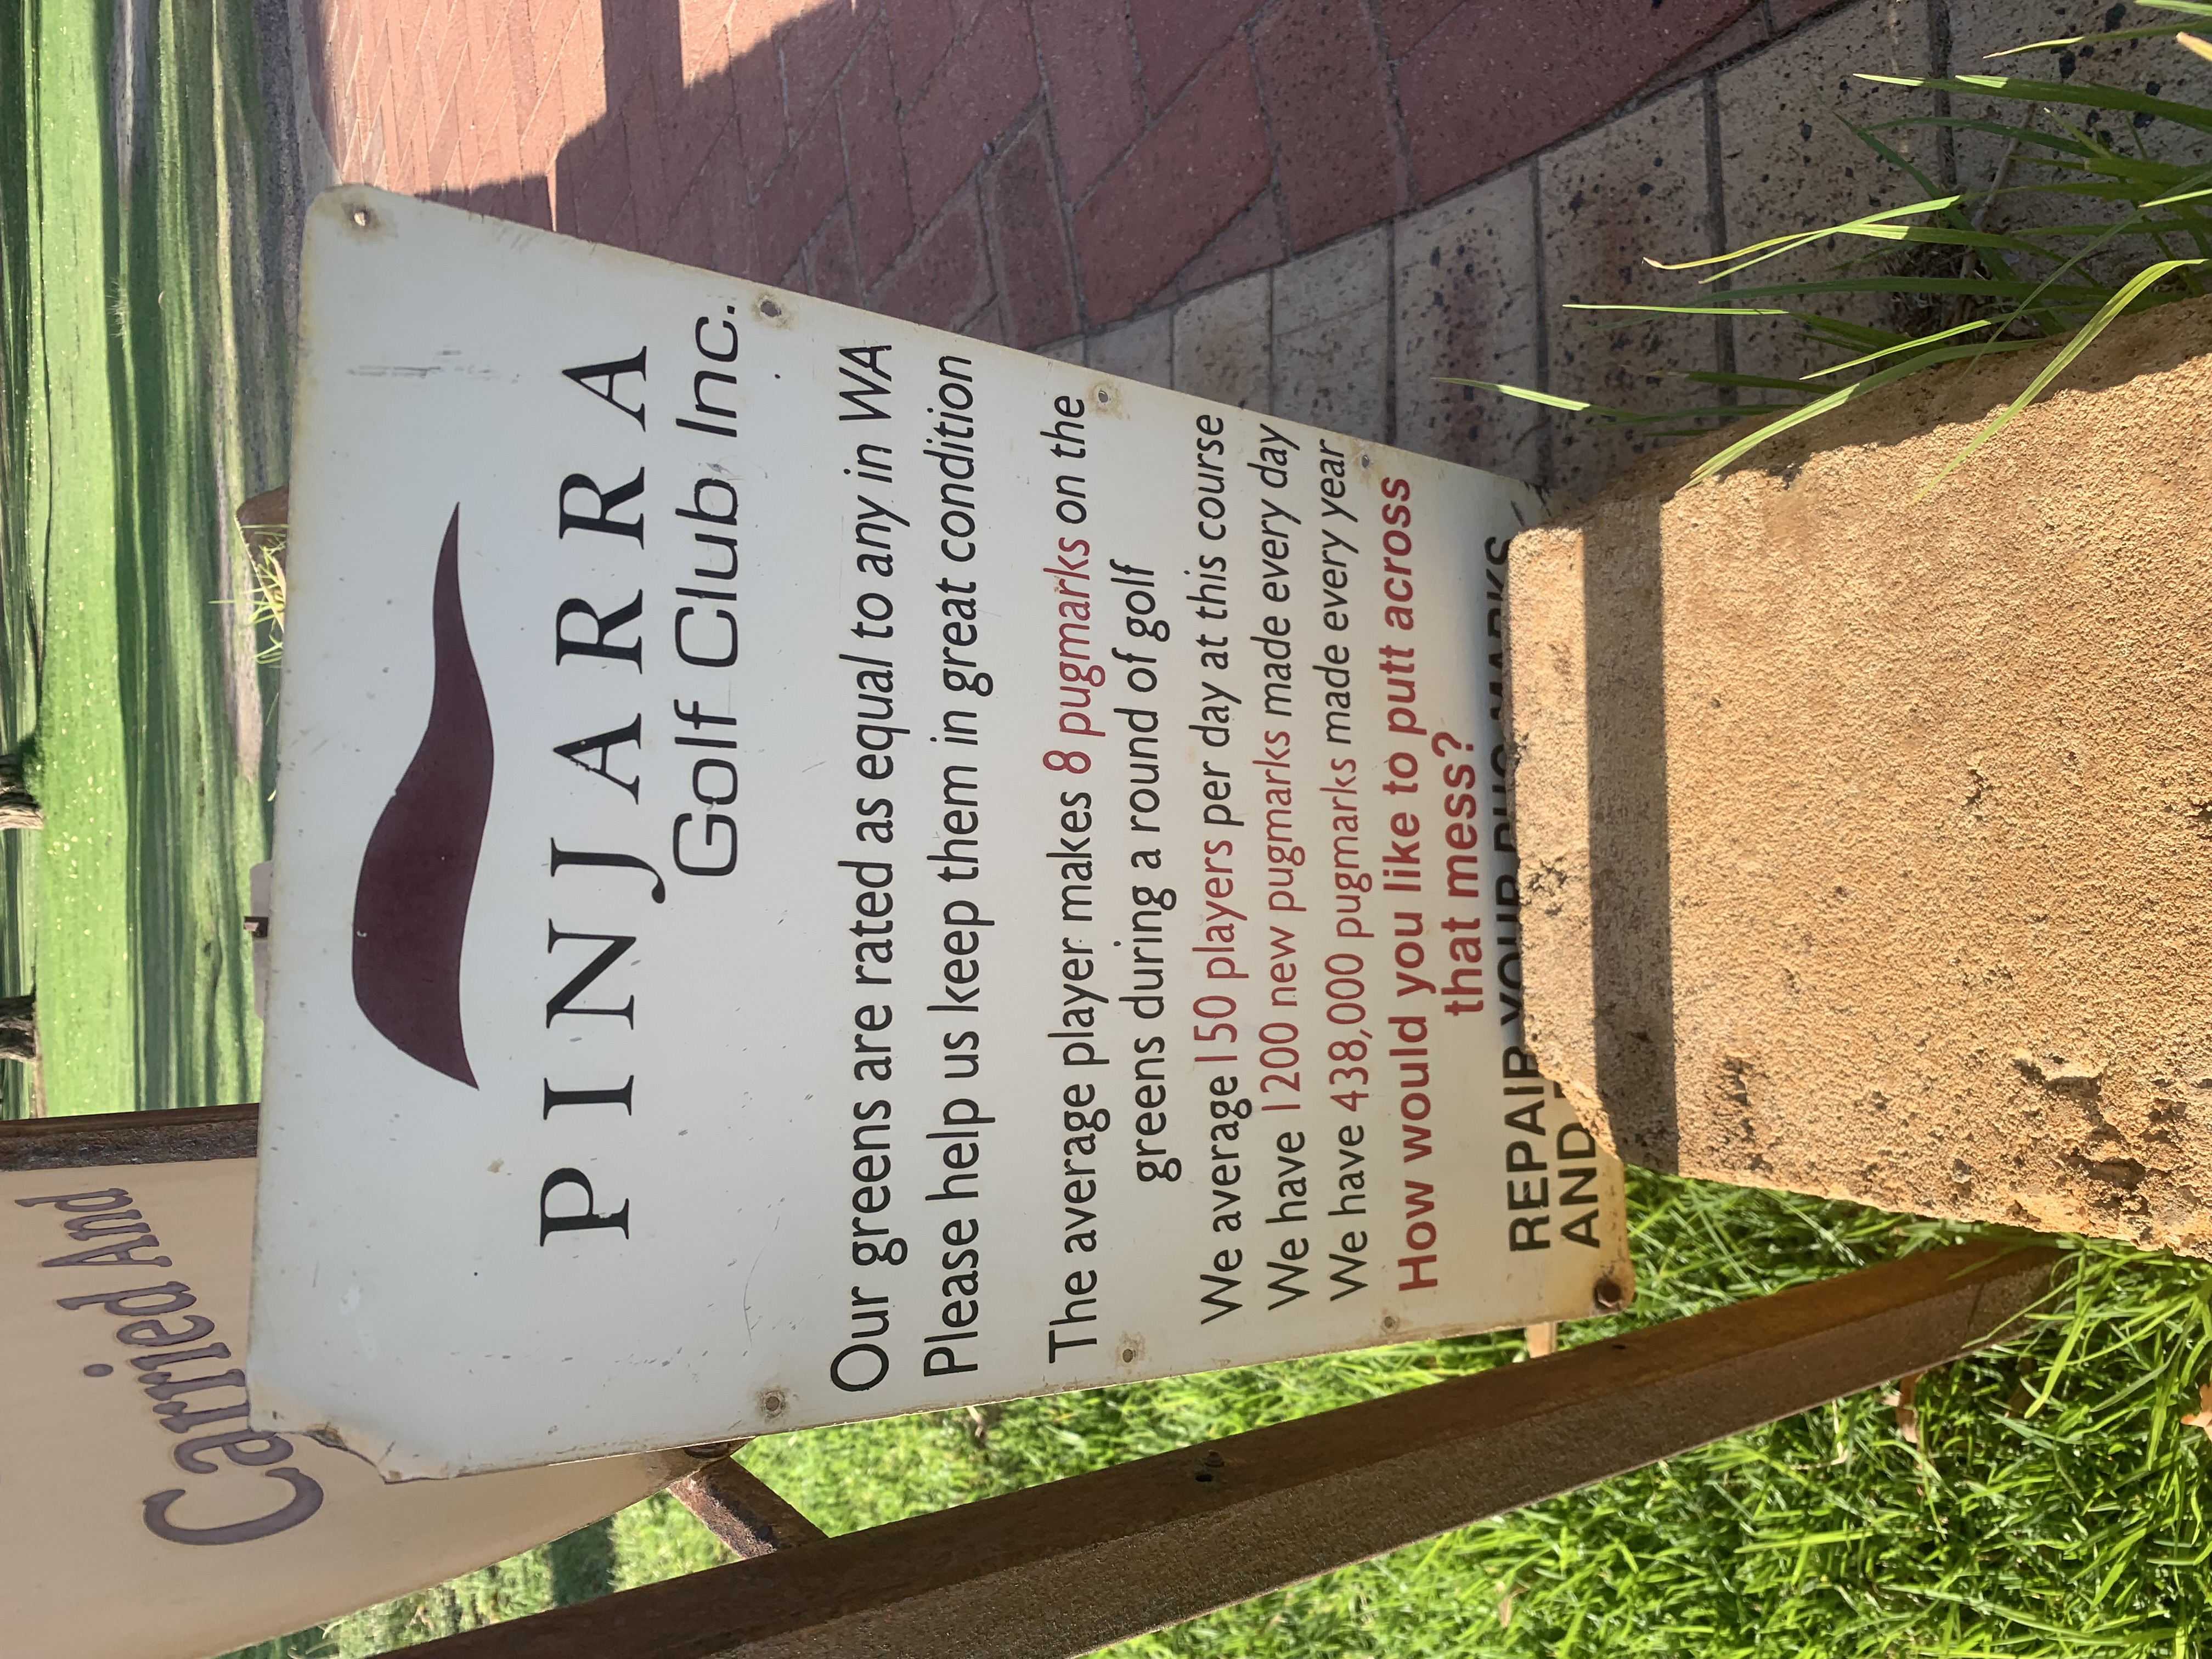 PINJARRA
Golf Club Inc.
Our greens are rated as equal to any in WA
Please help us keep them in great condition
The average player makes 8 pugmarks on the
greens during a round of golf
We average 150 players per day at this course
We have 1200 new pugmarks made every day
We have 438,000 pugmarks made every year
How would you like to putt across
that mess?
REPAIR YOUR PUG MARKS
AND
Carried And